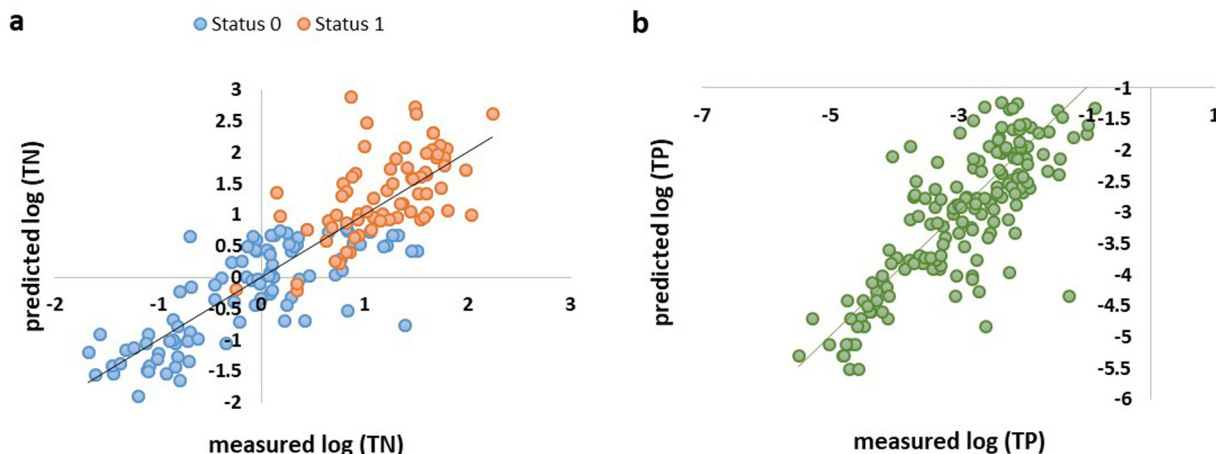 a
Status 0 Status 1
predicted log (TN)
3
2.5
2
1.5
1
0.5
0
-0.5
-1
-1.5
-2
-2 -1 0 1 2 3
measured log (TN)
b
predicted log (TP)
-7 -5 -3 -1 1
-1
-1.5
-2
-2.5
-3
-3.5
-4
-4.5
-5
-5.5
-6
measured log (TP)